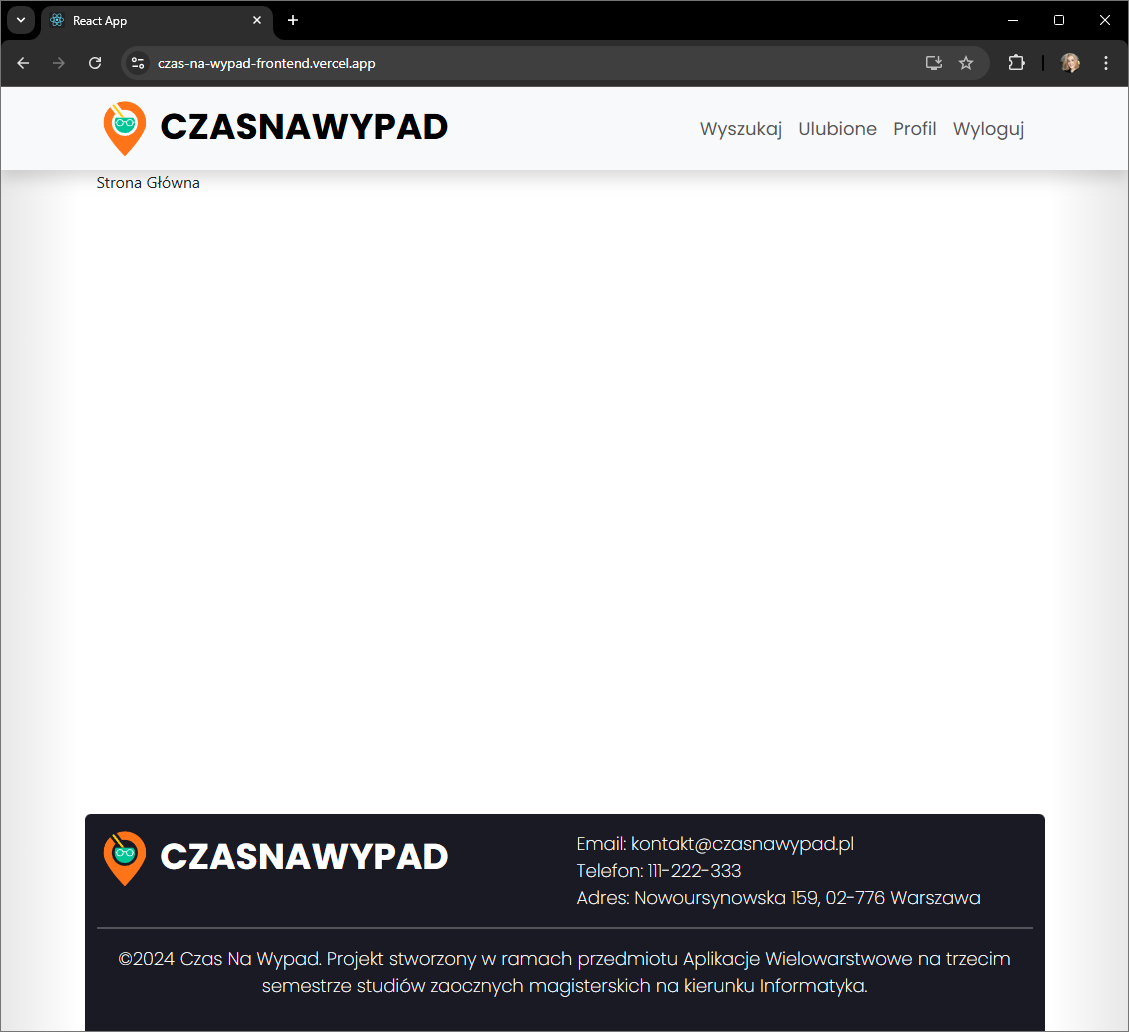 React App
czas-na-wypad-frontend.vercel.app
CZASNAWYPAD
Wyszukaj Ulubione Profil Wyloguj
Strona Główna
CZASNAWYPAD
Email: kontakt@czasnawypad.pl
Telefon: 111-222-333
Adres: Nowoursynowska 159, 02-776 Warszawa
©2024 Czas Na Wypad. Projekt stworzony w ramach przedmiotu Aplikacje Wielowarstwowe na trzecim
semestrze studiów zaocznych magisterskich na kierunku Informatyka.